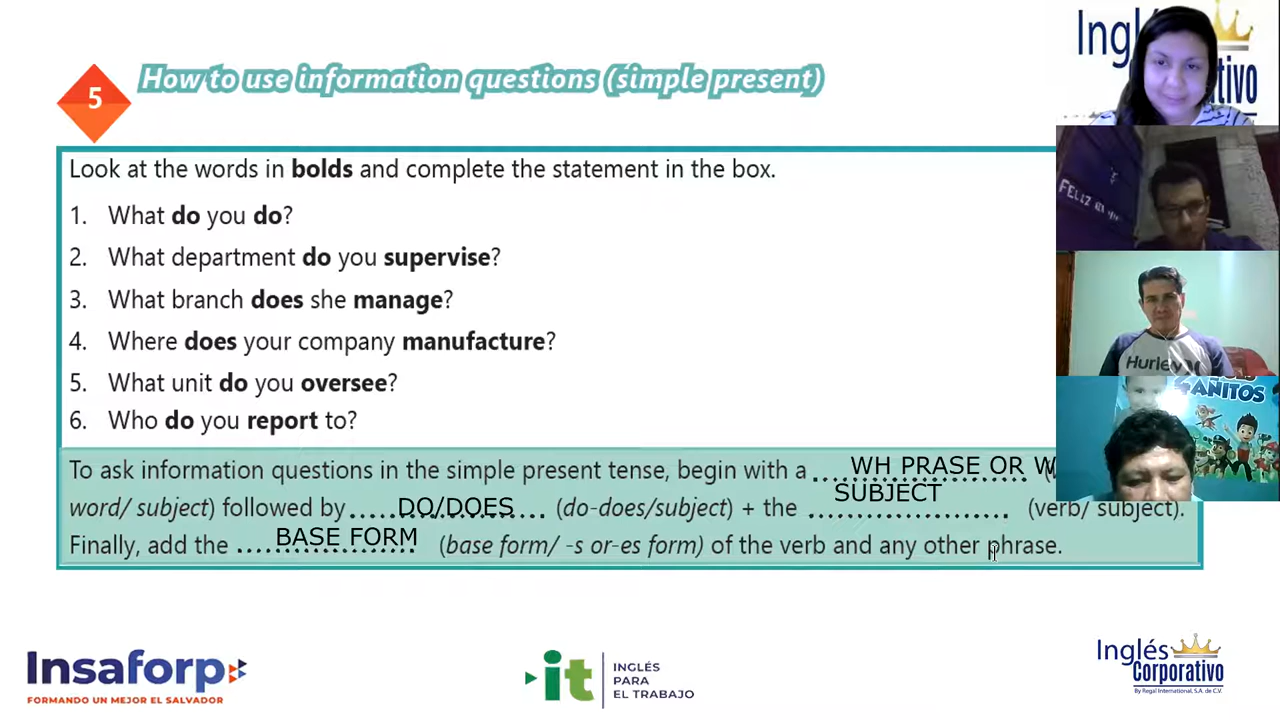 5
How to use information questions (simple present)
Look at the words in bolds and complete the statement in the box.
1. What do you do?
2. What department do you supervise?
3. What branch does she manage?
4. Where does your company manufacture?
5. What unit do you oversee?
6. Who do you report to?
To ask information questions in the simple present tense, begin with a WH PRASE OR
word/ subject) followed by DO/DOES (do-does/subject) + the SUBJECT (verb/ subject).
Finally, add the BASE FORM (base form/ -s or-es form) of the verb and any other phrase.
Insaforp
FORMANDO UN MEJOR EL SALVADOR
it
INGLÉS
PARA
EL TRABAJO
Inglés
Corporativo
By Regal International, S.A. de C.V.
FELIZ
Hurley
AÑITOS